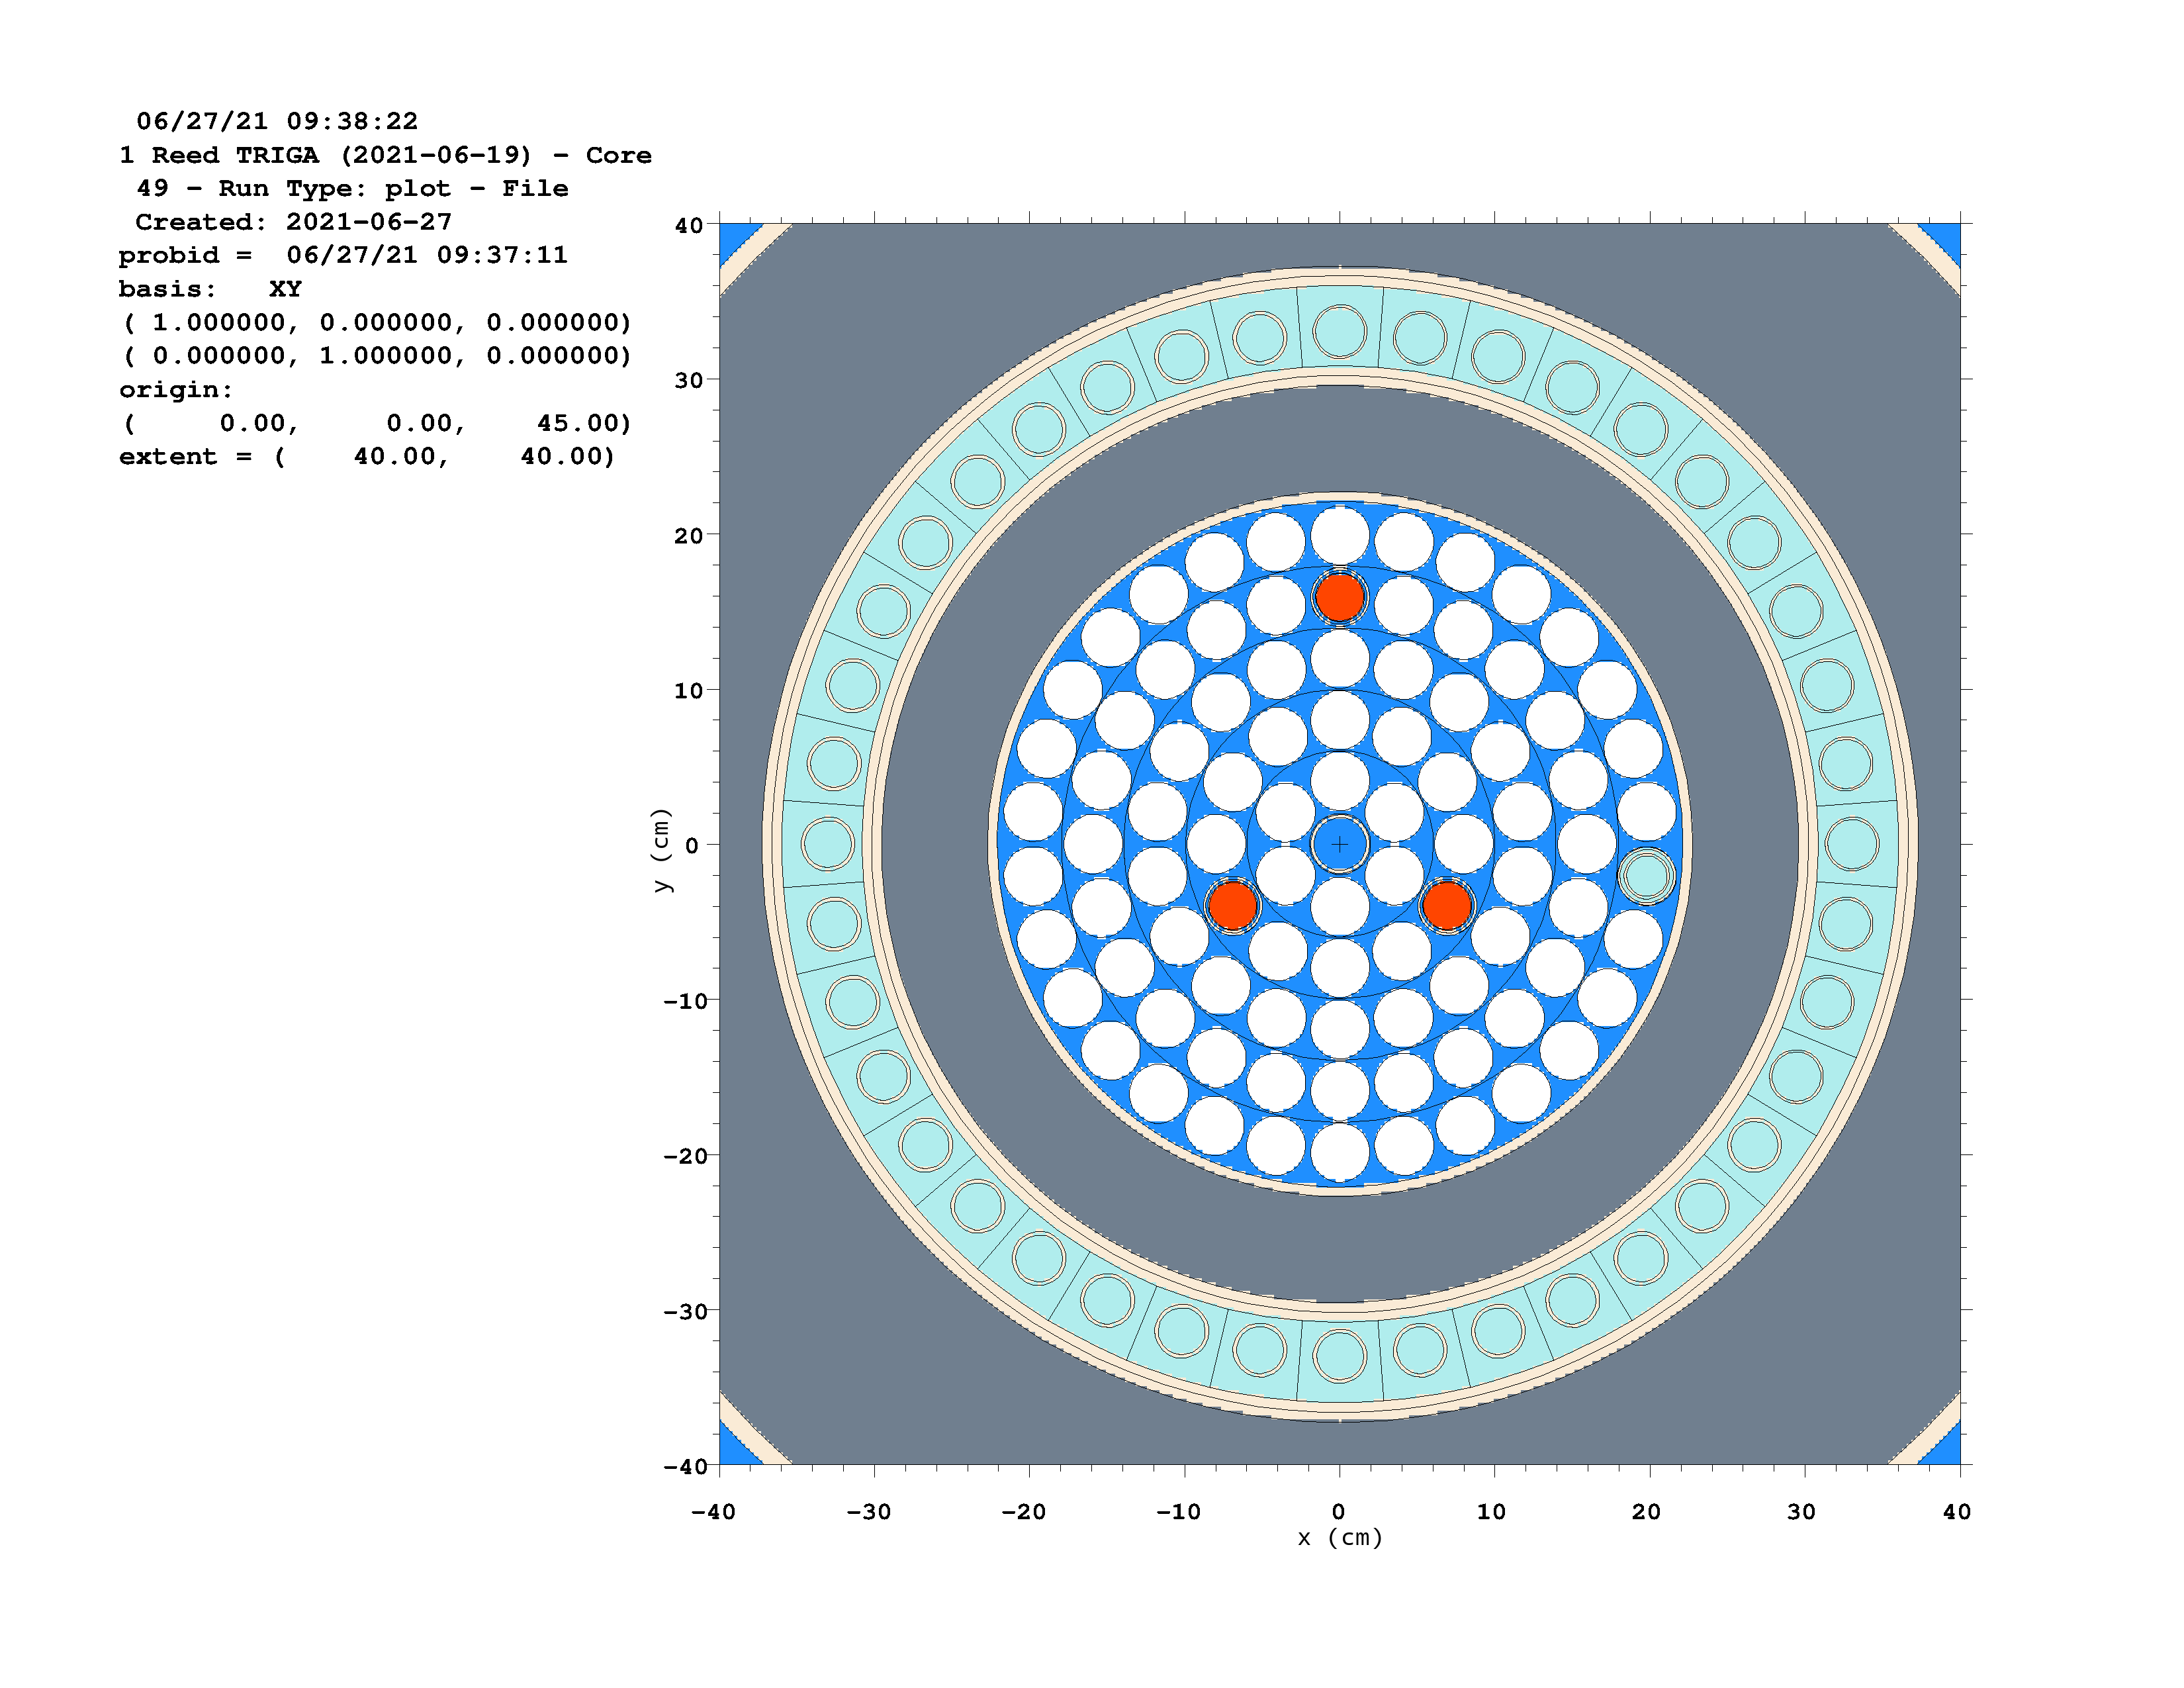 06/27/21 09:38:22
1 Reed TRIGA (2021-06-19) - Core
49 - Run Type: plot - File
Created: 2021-06-27
probid = 06/27/21 09:37:11
basis: XY
( 1.000000, 0.000000, 0.000000)
( 0.000000, 1.000000, 0.000000)
origin:
( 0.00, 0.00, 45.00)
extent = ( 40.00, 40.00)
40
30
20
10
0
-10
-20
-30
-40
y (cm)
-40 -30 -20 -10 0 10 20 30 40
x (cm)